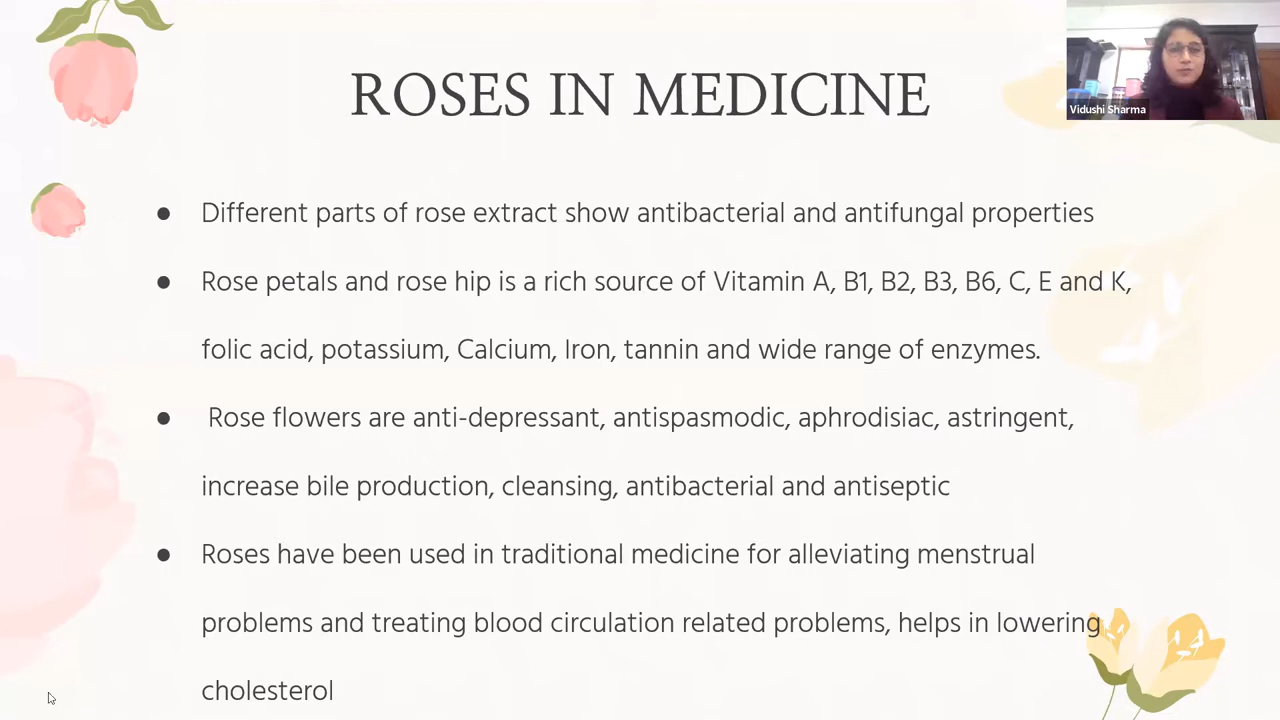 ROSES IN MEDICINE
Vidushi Sharma
● Different parts of rose extract show antibacterial and antifungal properties
● Rose petals and rose hip is a rich source of Vitamin A, B1, B2, B3, B6, C, E and K,
folic acid, potassium, Calcium, Iron, tannin and wide range of enzymes.
● Rose flowers are anti-depressant, antispasmodic, aphrodisiac, astringent,
increase bile production, cleansing, antibacterial and antiseptic
● Roses have been used in traditional medicine for alleviating menstrual
problems and treating blood circulation related problems, helps in lowering
cholesterol